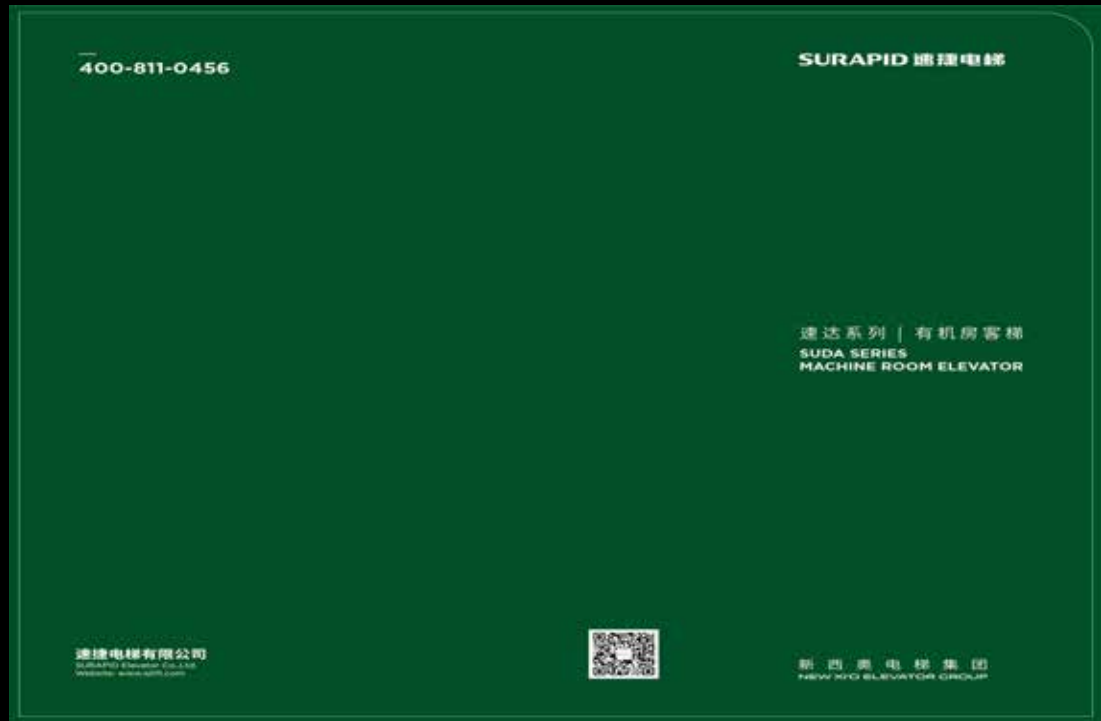 400-811-0456
SURAPID 速捷电梯
速达系列 | 有机房客梯
SUDA SERIES
MACHINE ROOM ELEVATOR
速捷电梯有限公司
SURAPID Elevator Co.,Ltd.
新西奥电梯集团
NEW XI'O ELEVATOR GROUP